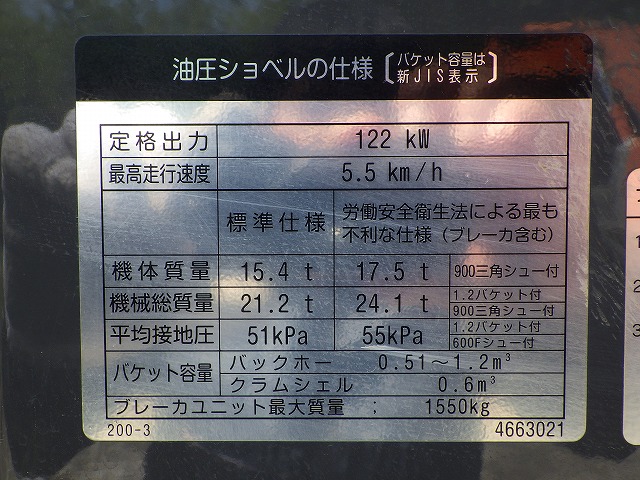 油圧ショベルの仕様〔バケット容量は
新JIS表示〕
定格出力 122 kW
最高走行速度 5.5 km/h
標準仕様 労働安全衛生法による最も
不利な仕様(ブレーカ含む)
機体質量 15.4 t 17.5 t 900三角シュー付
機械総質量 21.2 t 24.1 t 1.2バケット付
900三角シュー付
平均接地圧 51kPa 55kPa 1.2バケット付
600Fシュー付
バケット容量 バックホー 0.51〜1.2m³
クラムシェル 0.6m³
ブレーカユニット最大質量 ; 1550kg
200-3 4663021